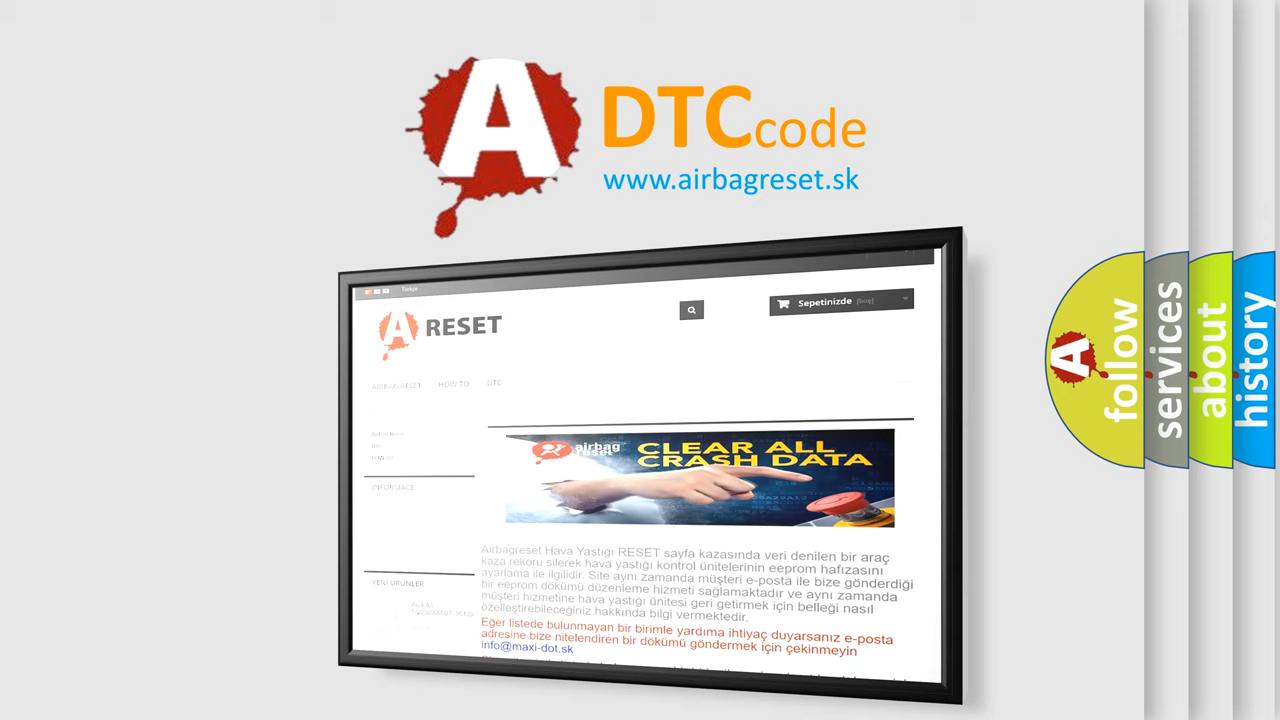 A
DTC code
www.airbagreset.sk
Türkçe
A RESET
Sepetinizde
AIRBAG RESET HOW TO DTC
airbag
reset
CLEAR ALL
CRASH DATA
INFORMACE
Airbagreset Hava Yastığı RESET sayfa kazasında veri denilen bir araç
kaza rekoru silerek hava yastığı kontrol ünitelerinin eeprom hafızasını
ayarlama ile ilgilidir. Site aynı zamanda müşteri e-posta ile bize gönderdiği
bir eeprom dökümü düzenleme hizmeti sağlamaktadır ve aynı zamanda
müşteri hizmetine hava yastığı ünitesi geri getirmek için belleği nasıl
özelleştirebileceğiniz hakkında bilgi vermektedir.
Eğer listede bulunmayan bir birimle yardıma ihtiyaç duyarsanız e-posta
adresine bize nitelendiren bir dökümü göndermek için çekinmeyin
info@maxi-dot.sk
YENI ÜRÜNLER
A
follow
services
about
history